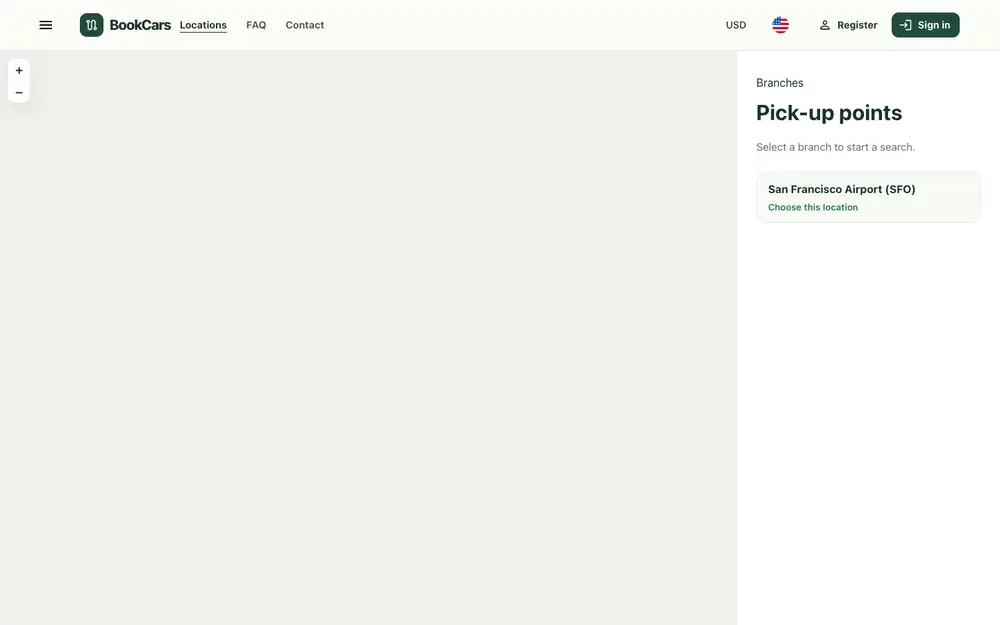 BookCars
Locations
FAQ
Contact
USD
Register
Sign in
+
−
Branches
Pick-up points
Select a branch to start a search.
San Francisco Airport (SFO)
Choose this location